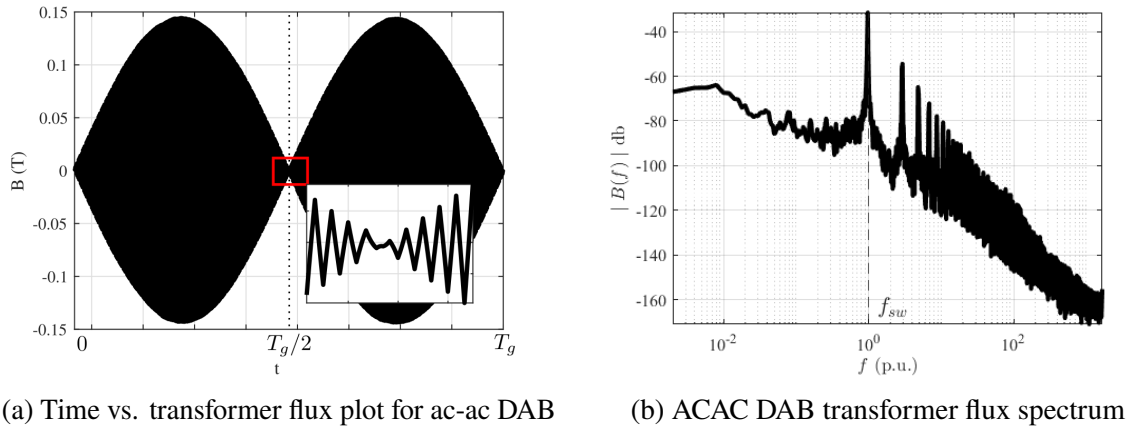 0.15
0.1
0.05
0
-0.05
-0.1
-0.15
B (T)
0
T_g/2
T_g
t
-40
-60
-80
-100
-120
-140
-160
| B(f) | db
f_{sw}
10^{-2}
10^0
10^2
f (p.u.)
(a) Time vs. transformer flux plot for ac-ac DAB
(b) ACAC DAB transformer flux spectrum